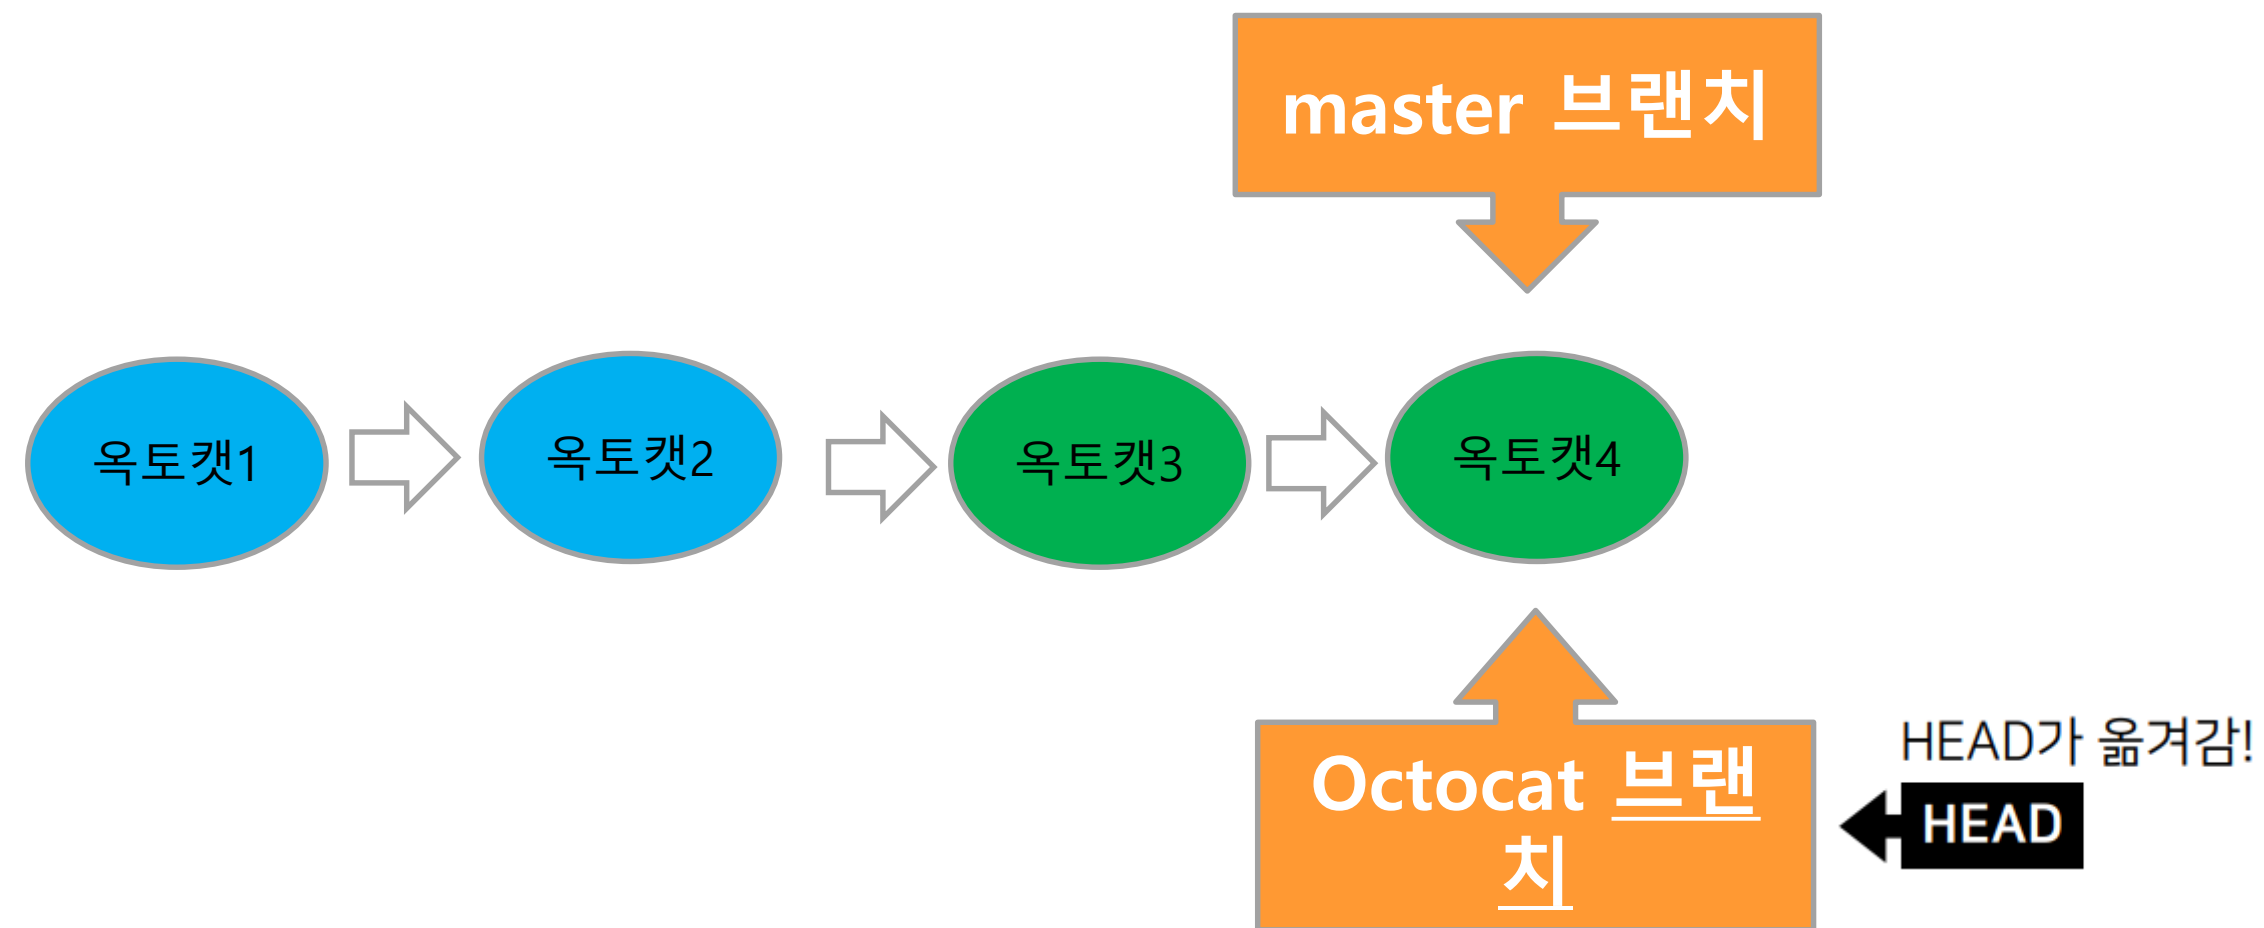 master 브랜치
옥토캣1
옥토캣2
옥토캣3
옥토캣4
Octocat 브랜
치
HEAD가 옮겨감!
HEAD